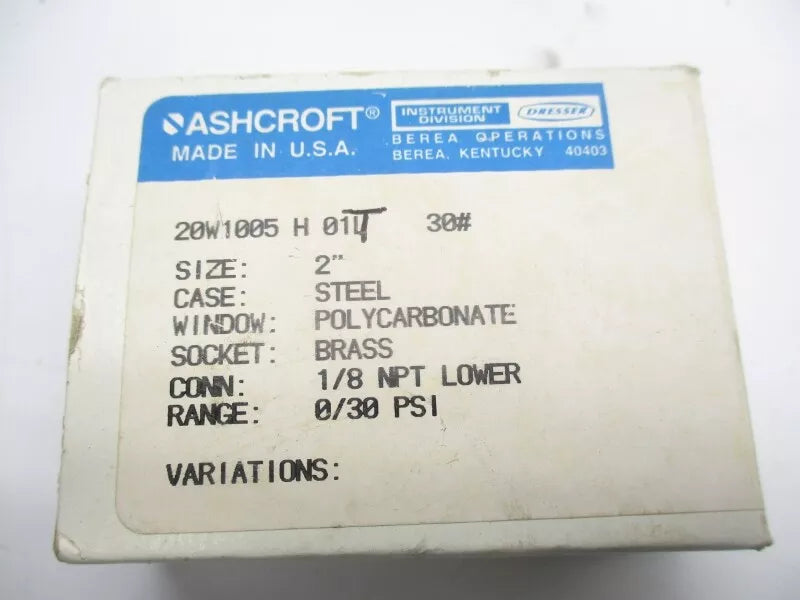 ASHCROFT®
MADE IN U.S.A.
INSTRUMENT
DIVISION
DRESSER
BEREA OPERATIONS
BEREA, KENTUCKY 40403
20W1005 H 01LT 30#
SIZE: 2"
CASE: STEEL
WINDOW: POLYCARBONATE
SOCKET: BRASS
CONN: 1/8 NPT LOWER
RANGE: 0/30 PSI
VARIATIONS: